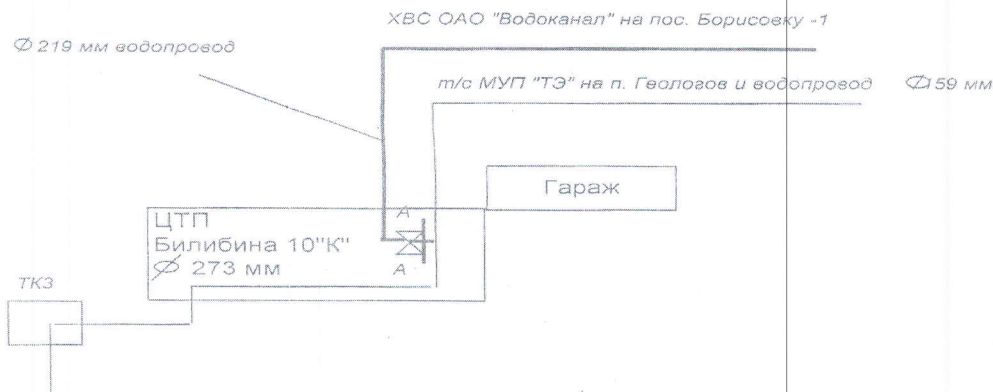 ХВС ОАО "Водоканал" на пос. Борисовку -1
Ø 219 мм водопровод
т/с МУП "ТЭ" на п. Геологов и водопровод Ø159 мм
Гараж
А
ЦТП
Билибина 10"К"
Ø 273 мм
А
ТК3